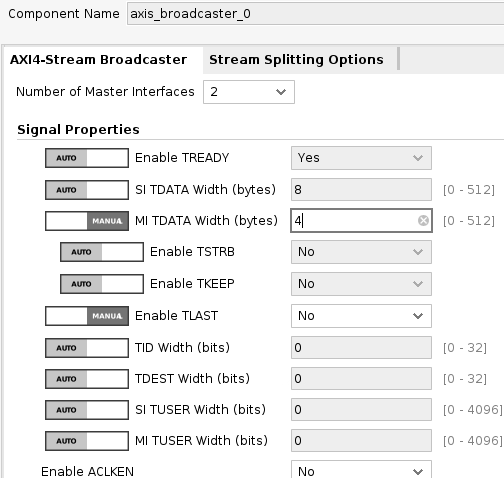 Component Name axis_broadcaster_0
AXI4-Stream Broadcaster Stream Splitting Options
Number of Master Interfaces 2
Signal Properties
AUTO Enable TREADY Yes
AUTO SI TDATA Width (bytes) 8 [0 - 512]
MANUA MI TDATA Width (bytes) 4 [0 - 512]
AUTO Enable TSTRB No
AUTO Enable TKEEP No
MANUA Enable TLAST No
AUTO TID Width (bits) 0 [0 - 32]
AUTO TDEST Width (bits) 0 [0 - 32]
AUTO SI TUSER Width (bits) 0 [0 - 4096]
AUTO MI TUSER Width (bits) 0 [0 - 4096]
Enable ACLKEN No